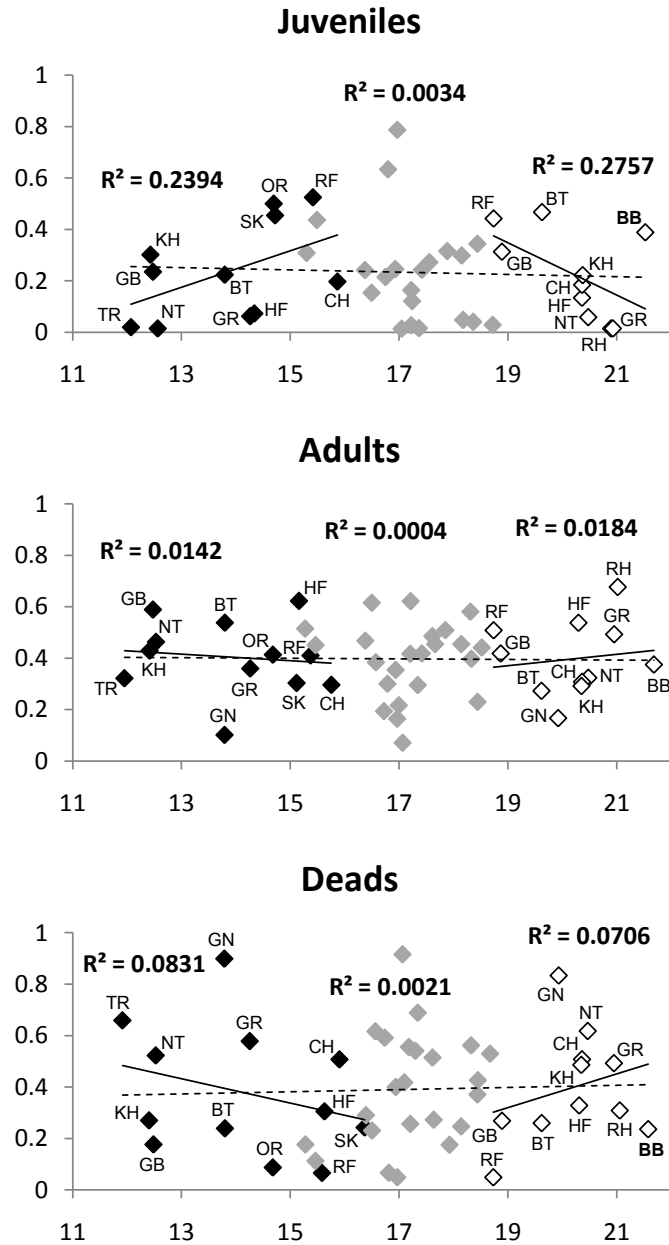 Juveniles
1
0.8
0.6
0.4
0.2
0
R² = 0.2394
R² = 0.0034
R² = 0.2757
KH
GB
TR
NT
BT
GR
HF
OR
SK
RF
CH
RF
GB
BT
BB
KH
CH
HF
NT
RH
GR
11 13 15 17 19 21
Adults
1
0.8
0.6
0.4
0.2
0
R² = 0.0142
R² = 0.0004
R² = 0.0184
GB
NT
KH
TR
BT
GN
GR
OR
RF
HF
SK
CH
RF
GB
BT
GN
HF
CH
KH
NT
RH
GR
BB
11 13 15 17 19 21
Deads
1
0.8
0.6
0.4
0.2
0
R² = 0.0831
R² = 0.0021
R² = 0.0706
TR
NT
KH
GB
GN
BT
GR
OR
CH
HF
RF
SK
GB
RF
GN
BT
NT
CH
KH
HF
GR
RH
BB
11 13 15 17 19 21